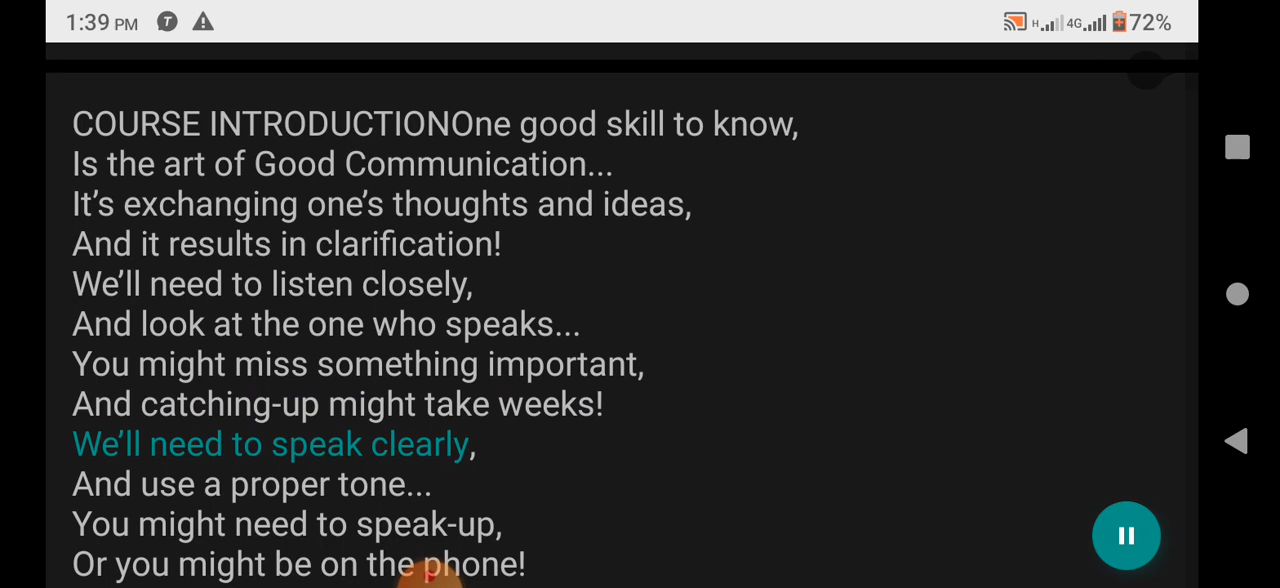 1:39 PM
H 4G 72%
COURSE INTRODUCTIONOne good skill to know,
Is the art of Good Communication...
It’s exchanging one’s thoughts and ideas,
And it results in clarification!
We’ll need to listen closely,
And look at the one who speaks...
You might miss something important,
And catching-up might take weeks!
We’ll need to speak clearly,
And use a proper tone...
You might need to speak-up,
Or you might be on the phone!